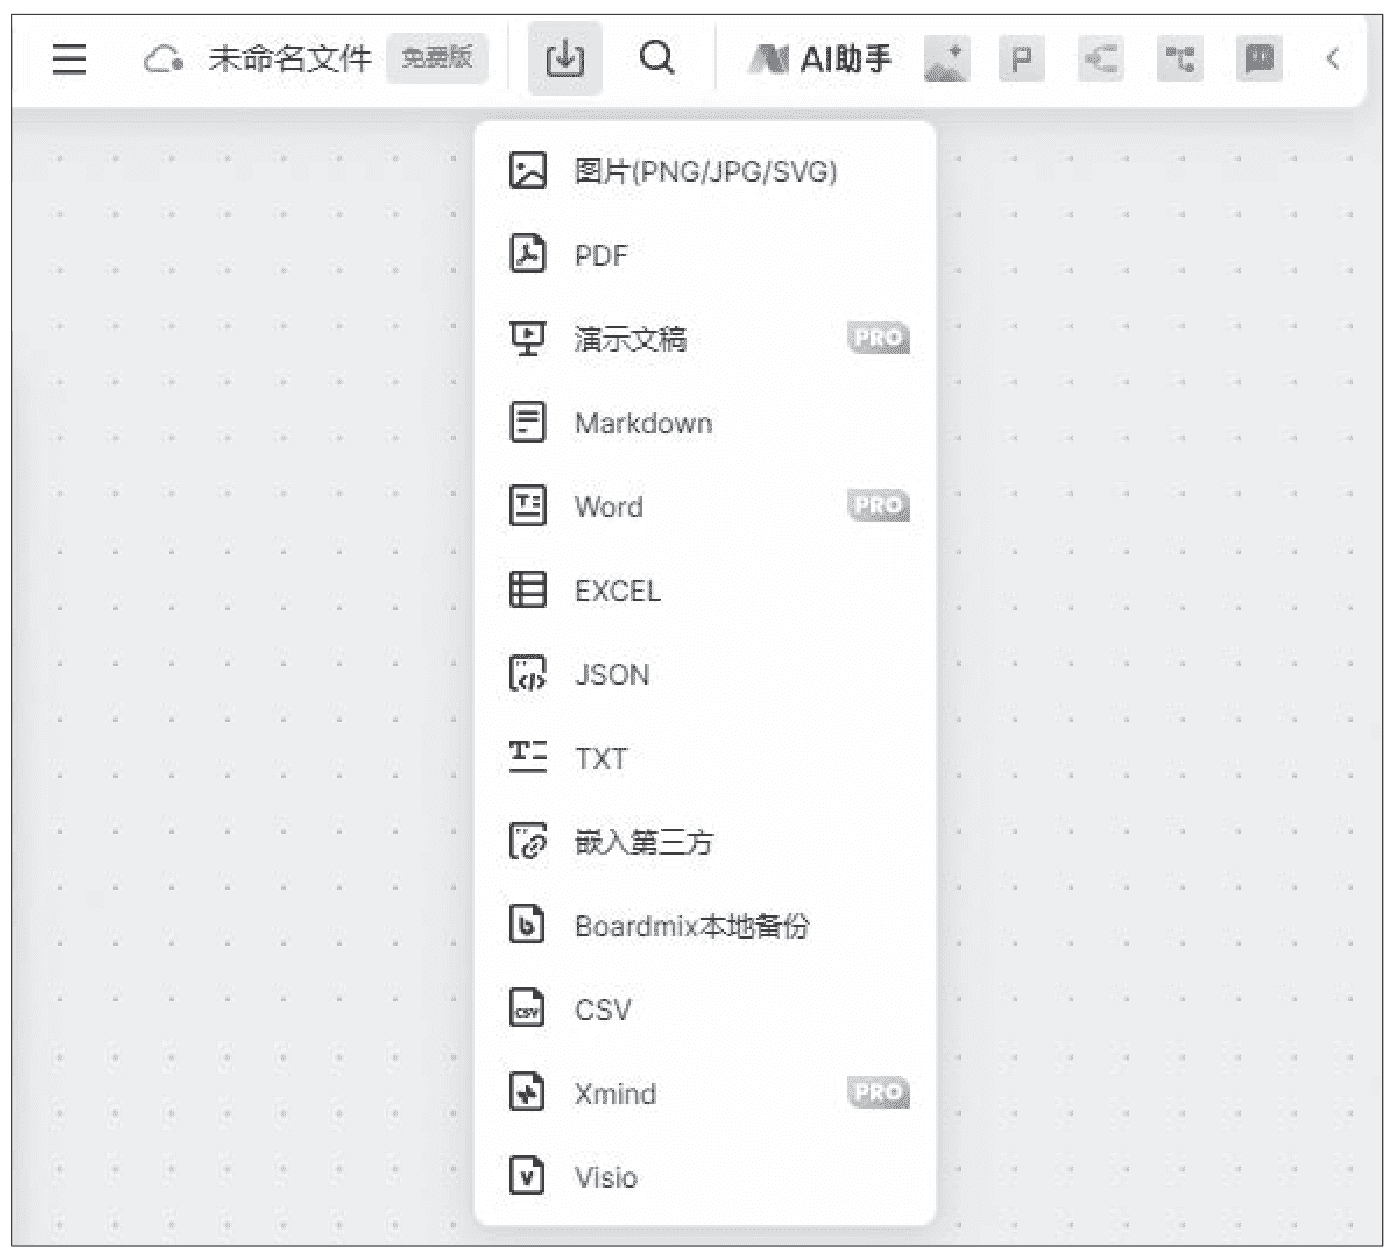 未命名文件 免费版 AI助手
图片(PNG/JPG/SVG)
PDF
演示文稿 PRO
Markdown
Word PRO
EXCEL
JSON
TXT
嵌入第三方
Boardmix本地备份
CSV
Xmind PRO
Visio